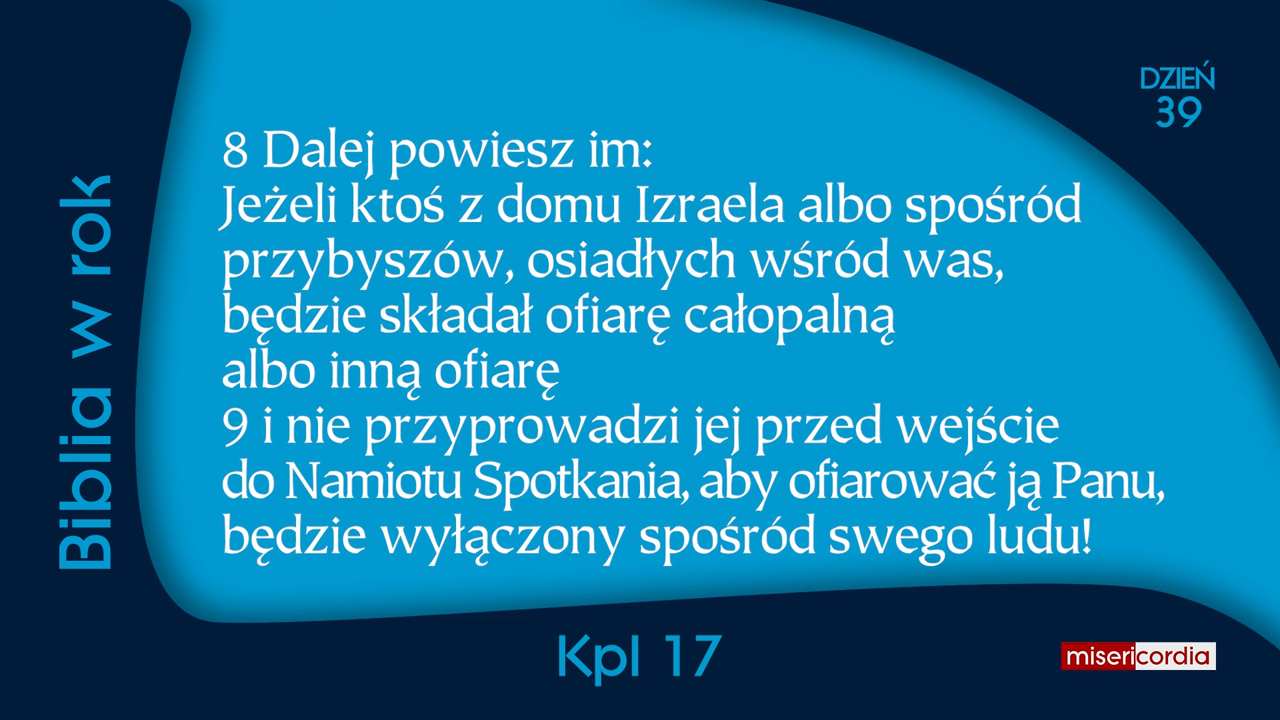 DZIEŃ
39
8 Dalej powiesz im:
Jeżeli ktoś z domu Izraela albo spośród
przybyszów, osiadłych wśród was,
będzie składał ofiarę całopalną
albo inną ofiarę
9 i nie przyprowadzi jej przed wejście
do Namiotu Spotkania, aby ofiarować ją Panu,
będzie wyłączony spośród swego ludu!
Biblia w rok
Kpl 17
misericordia